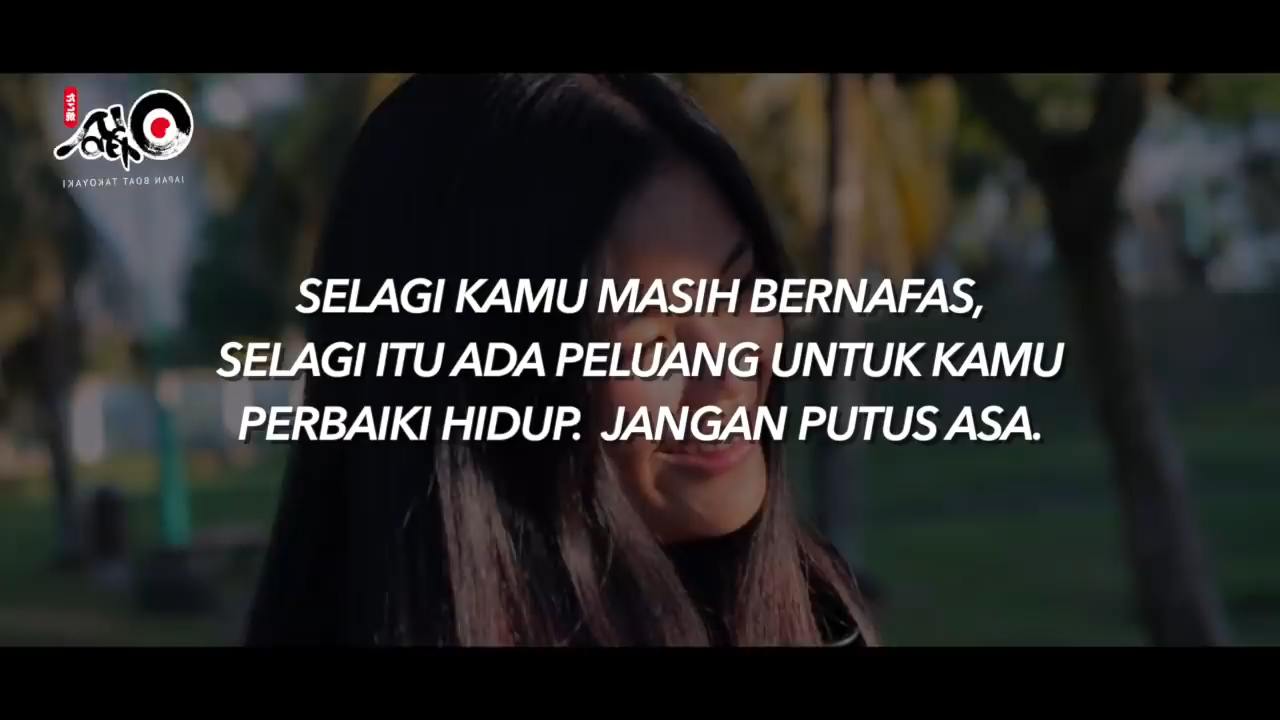 JAPAN BOAT TAKOYAKI
SELAGI KAMU MASIH BERNAFAS,
SELAGI ITU ADA PELUANG UNTUK KAMU
PERBAIKI HIDUP. JANGAN PUTUS ASA.